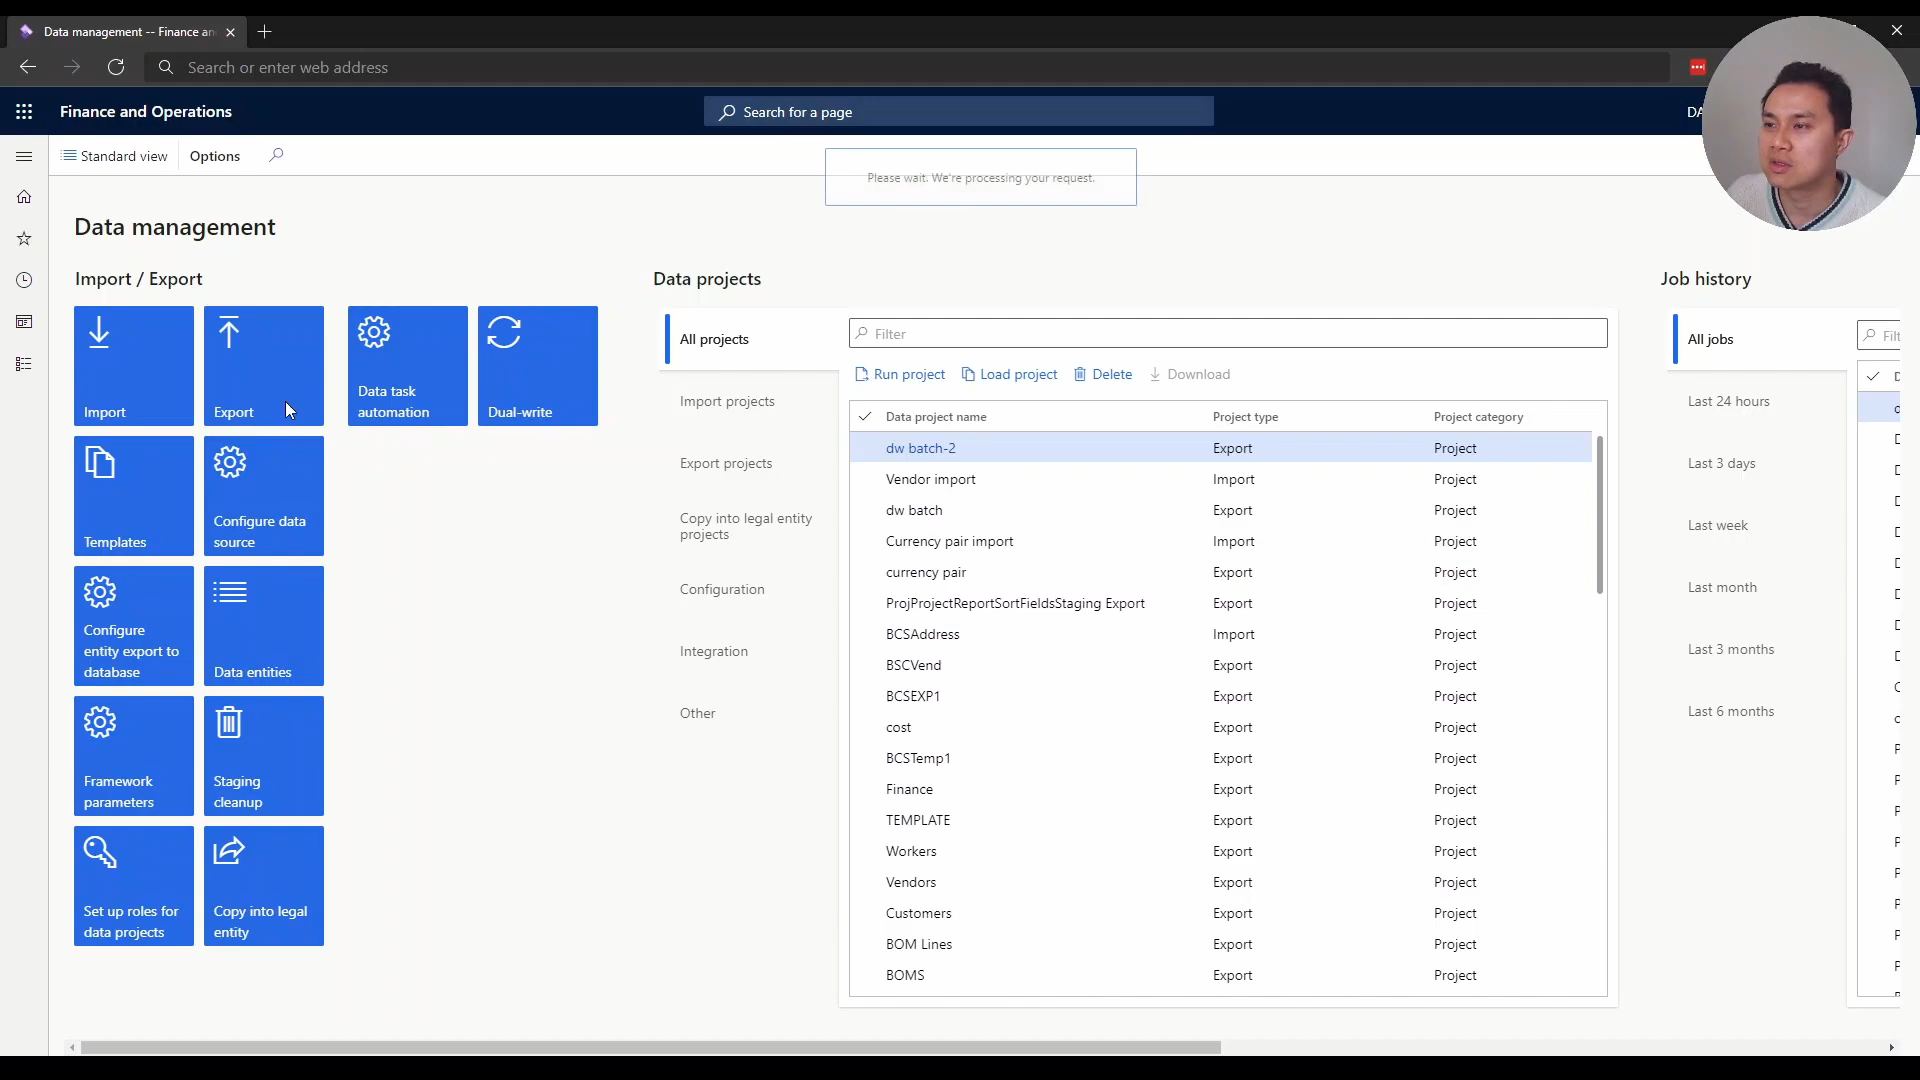 Data management -- Finance an
Search or enter web address
Finance and Operations
Search for a page
DA
Standard view
Options
Please wait. We're processing your request.
Data management
Import / Export
Import
Export
Data task
automation
Dual-write
Templates
Configure data
source
Configure
entity export to
database
Data entities
Framework
parameters
Staging
cleanup
Set up roles for
data projects
Copy into legal
entity
Data projects
All projects
Import projects
Export projects
Copy into legal entity
projects
Configuration
Integration
Other
Filter
Run project Load project Delete Download
Data project name Project type Project category
dw batch-2 Export Project
Vendor import Import Project
dw batch Export Project
Currency pair import Import Project
currency pair Export Project
ProjProjectReportSortFieldsStaging Export Export Project
BCSAddress Import Project
BSCVend Export Project
BCSEXP1 Export Project
cost Export Project
BCSTemp1 Export Project
Finance Export Project
TEMPLATE Export Project
Workers Export Project
Vendors Export Project
Customers Export Project
BOM Lines Export Project
BOMS Export Project
Job history
All jobs
Last 24 hours
Last 3 days
Last week
Last month
Last 3 months
Last 6 months
Filt